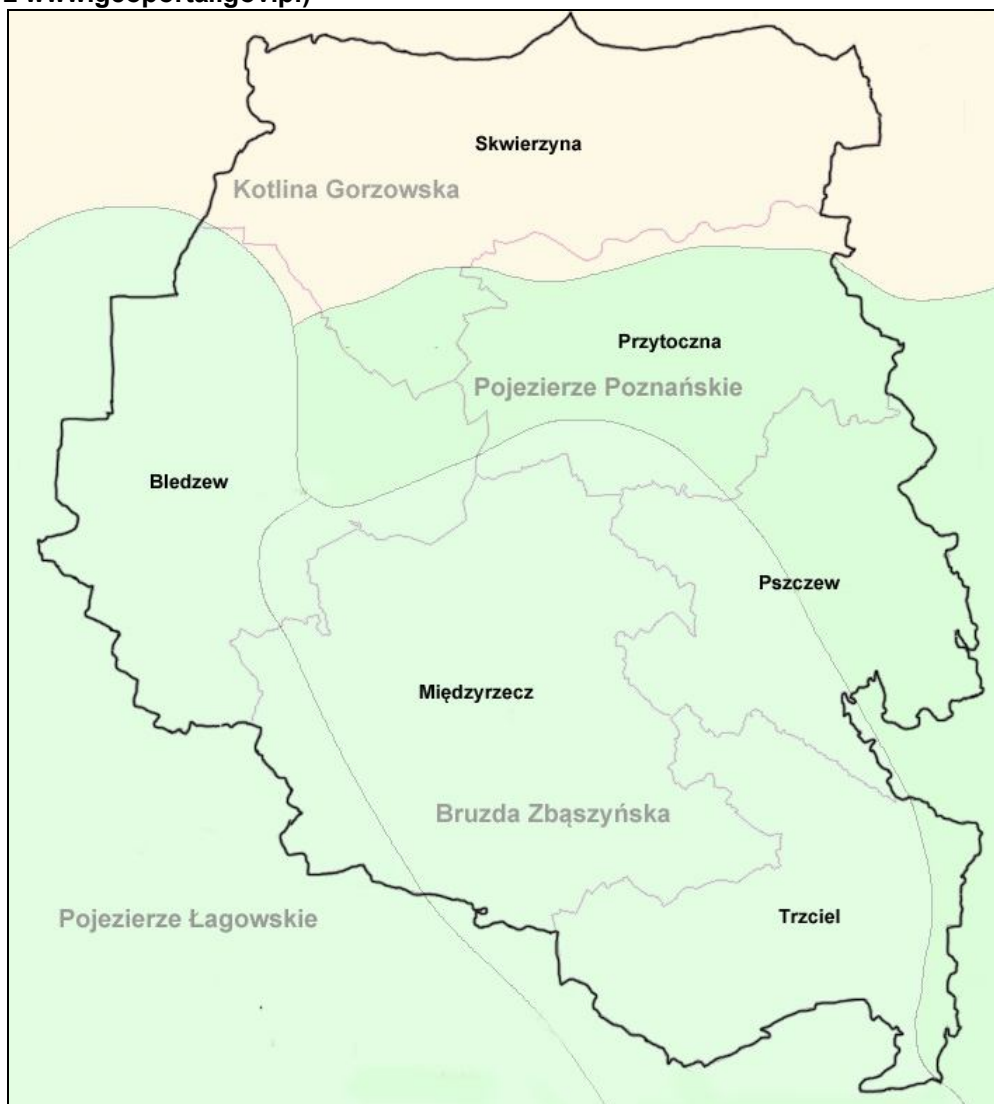 Skwierzyna
Kotlina Gorzowska
Przytoczna
Pojezierze Poznańskie
Bledzew
Pszczew
Międzyrzecz
Bruzda Zbąszyńska
Pojezierze Łagowskie
Trzciel